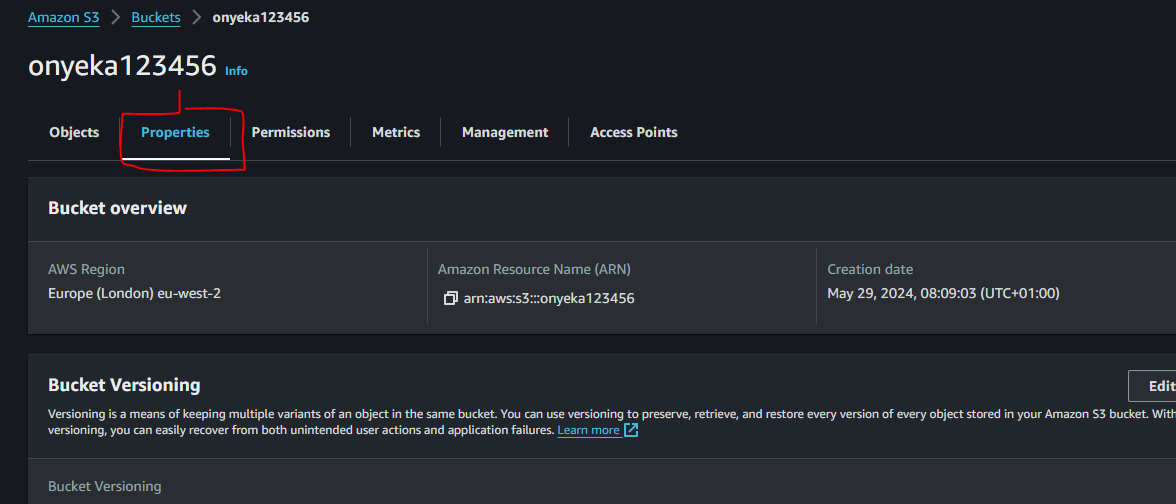 Amazon S3 > Buckets > onyeka123456
onyeka123456 Info
Objects Properties Permissions Metrics Management Access Points
Bucket overview
AWS Region Amazon Resource Name (ARN) Creation date
Europe (London) eu-west-2 arn:aws:s3:::onyeka123456 May 29, 2024, 08:09:03 (UTC+01:00)
Bucket Versioning Edit
Versioning is a means of keeping multiple variants of an object in the same bucket. You can use versioning to preserve, retrieve, and restore every version of every object stored in your Amazon S3 bucket. With
versioning, you can easily recover from both unintended user actions and application failures. Learn more
Bucket Versioning